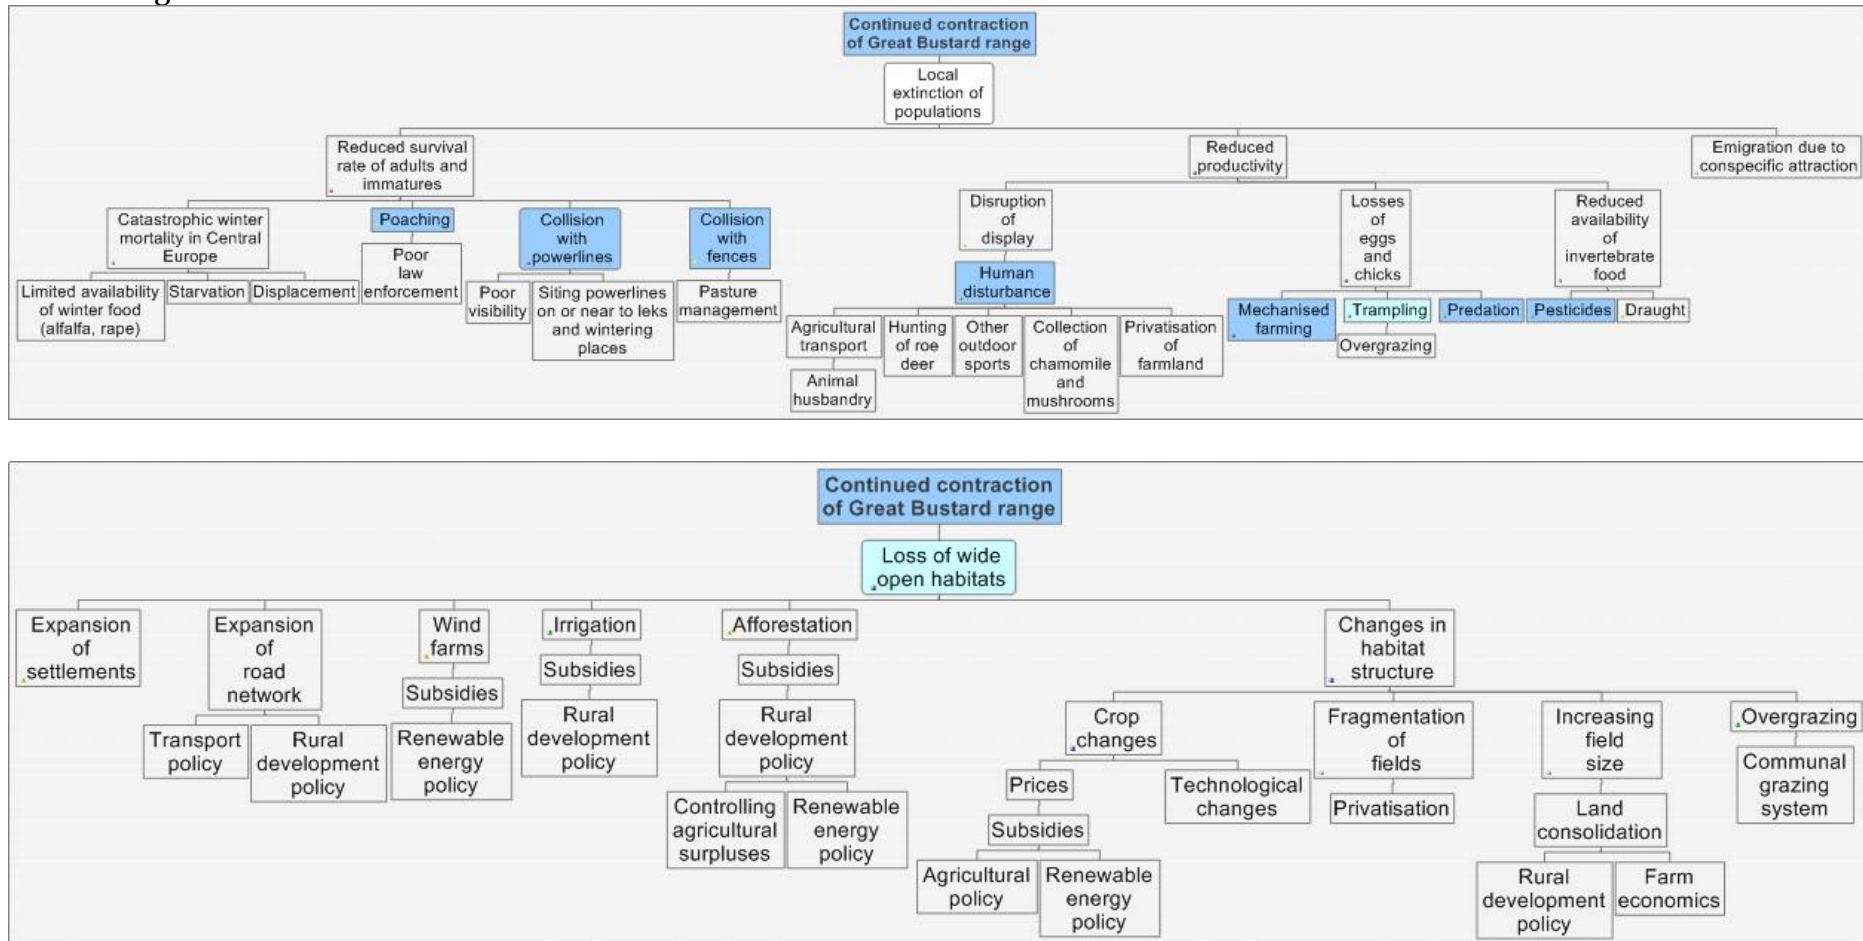 Continued contraction
of Great Bustard range
Local
extinction of
populations
Reduced survival
rate of adults and
immatures
Reduced
productivity
Emigration due to
conspecific attraction
Catastrophic winter
mortality in Central
Europe
Poaching
Collision
with
powerlines
Collision
with
fences
Disruption
of
display
Losses
of
eggs
and
chicks
Reduced
availability
of
invertebrate
food
Limited availability
of winter food
(alfalfa, rape)
Starvation
Displacement
Poor
law
enforcement
Poor
visibility
Siting powerlines
on or near to leks
and wintering
places
Pasture
management
Human
disturbance
Mechanised
farming
Trampling
Predation
Pesticides
Draught
Overgrazing
Agricultural
transport
Hunting
of roe
deer
Other
outdoor
sports
Collection
of
chamomile
and
mushrooms
Privatisation
of
farmland
Animal
husbandry
Continued contraction
of Great Bustard range
Loss of wide
open habitats
Expansion
of
settlements
Expansion
of
road
network
Wind
farms
Irrigation
Afforestation
Changes in
habitat
structure
Transport
policy
Rural
development
policy
Subsidies
Renewable
energy
policy
Subsidies
Rural
development
policy
Subsidies
Rural
development
policy
Controlling
agricultural
surpluses
Renewable
energy
policy
Crop
changes
Fragmentation
of
fields
Increasing
field
size
Overgrazing
Prices
Technological
changes
Privatisation
Land
consolidation
Communal
grazing
system
Subsidies
Agricultural
policy
Renewable
energy
policy
Rural
development
policy
Farm
economics